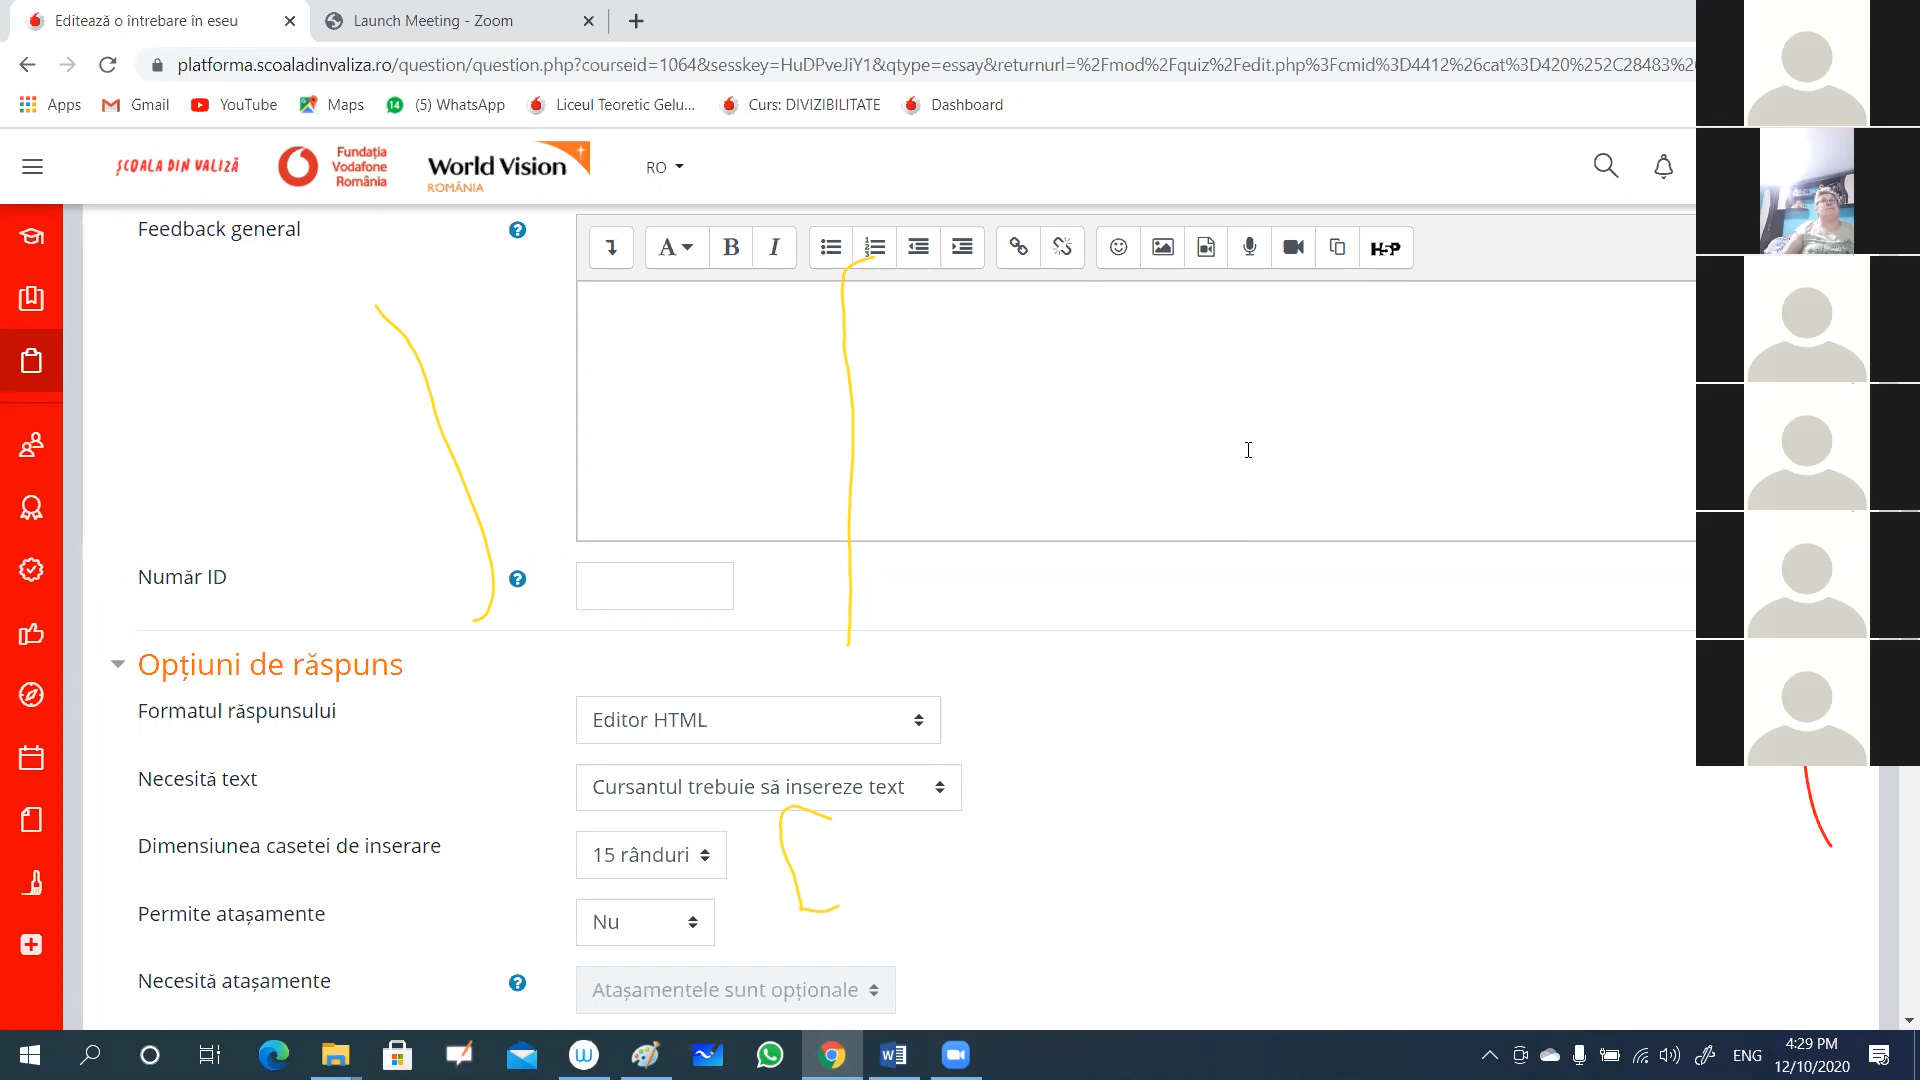 Editează o întrebare în eseu
Launch Meeting - Zoom
platforma.scoaladinvaliza.ro/question/question.php?courseid=1064&sesskey=HuDPveJiY1&qtype=essay&returnurl=%2Fmod%2Fquiz%2Fedit.php%3Fcmid%3D4412%26cat%3D420%252C28483%26
Apps
Gmail
YouTube
Maps
14
(5) WhatsApp
Liceul Teoretic Gelu...
Curs: DIVIZIBILITATE
Dashboard
ȘCOALA DIN VALIZĂ
Fundația
Vodafone
România
World Vision
ROMÂNIA
RO
Feedback general
A
B
I
H5P
Număr ID
Opțiuni de răspuns
Formatul răspunsului
Editor HTML
Necesită text
Cursantul trebuie să insereze text
Dimensiunea casetei de inserare
15 rânduri
Permite atașamente
Nu
Necesită atașamente
Atașamentele sunt opționale
ENG
4:29 PM
12/10/2020